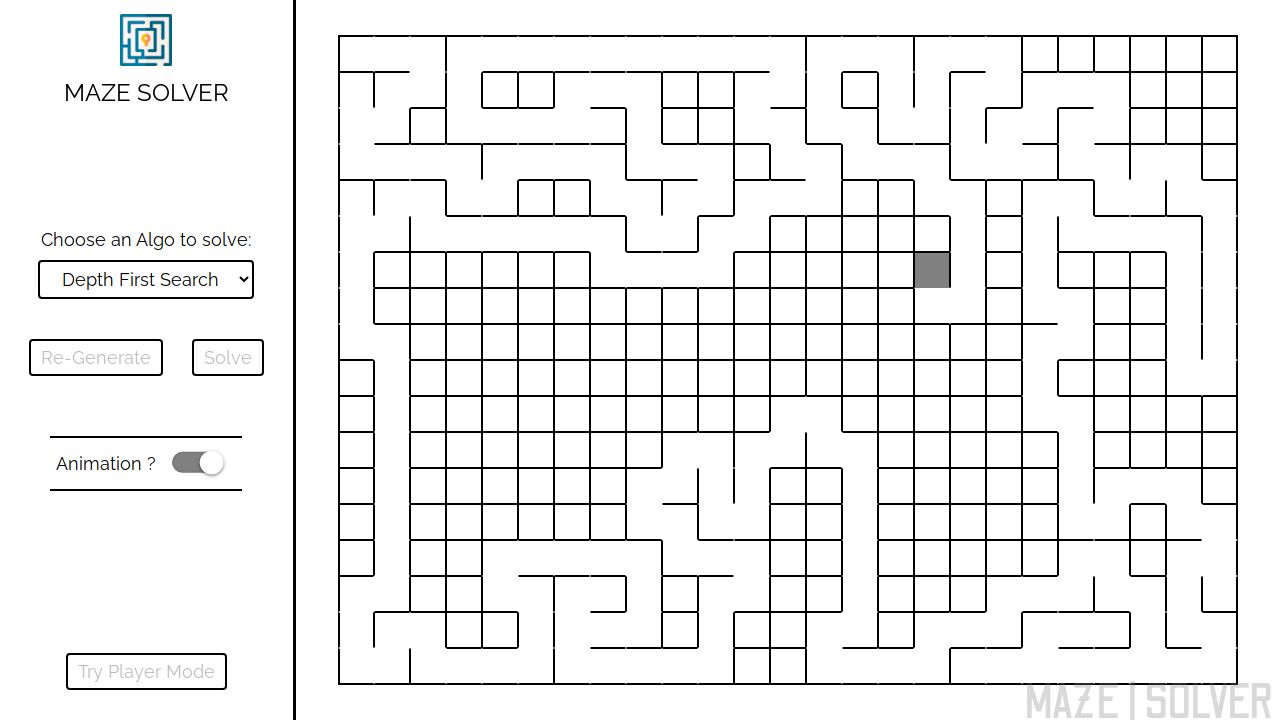 MAZE SOLVER
Choose an Algo to solve:
Depth First Search
Re-Generate
Solve
Animation ?
Try Player Mode
MAZE | SOLVER